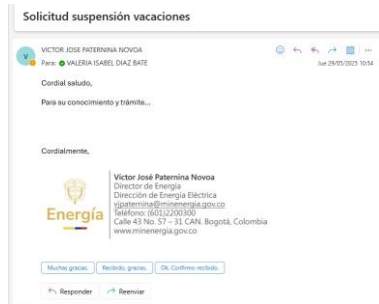 Solicitud suspensión vacaciones
V
VICTOR JOSE PATERNINA NOVOA
Para: VALERIA ISABEL DIAZ BATE
Jue 29/05/2025 10:54
Cordial saludo,
Para su conocimiento y trámite...
Cordialmente,
Energía
Víctor José Paternina Novoa
Director de Energía
Dirección de Energía Eléctrica
vjpaternina@minenergia.gov.co
Teléfono: (601)2200300
Calle 43 No. 57 – 31 CAN. Bogotá, Colombia
www.minenergia.gov.co
Muchas gracias. Recibido, gracias. Ok. Confirmo recibido.
Responder Reenviar